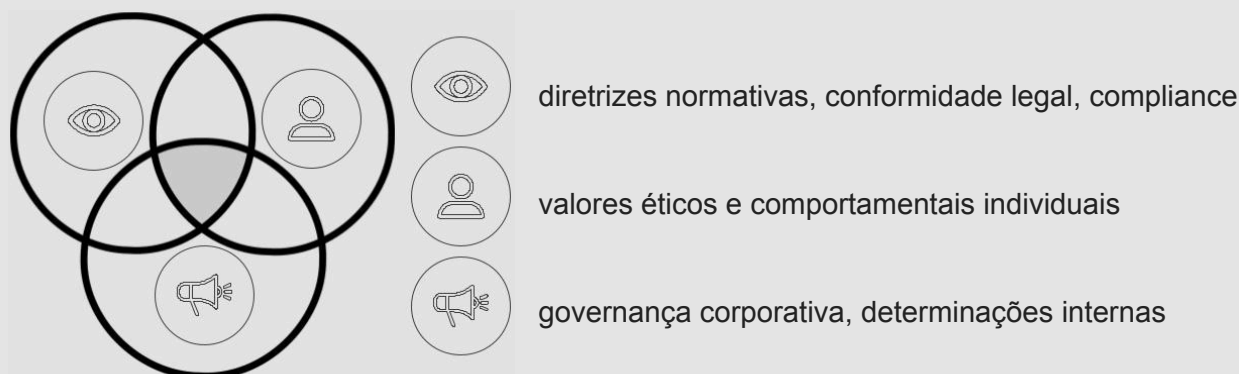 diretrizes normativas, conformidade legal, compliance
valores éticos e comportamentais individuais
governança corporativa, determinações internas